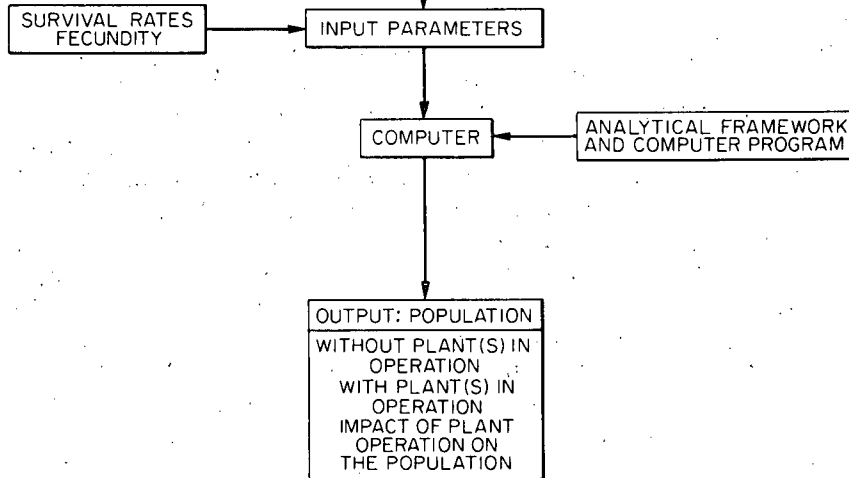 SURVIVAL RATES
FECUNDITY
INPUT PARAMETERS
COMPUTER
ANALYTICAL FRAMEWORK
AND COMPUTER PROGRAM
OUTPUT: POPULATION
WITHOUT PLANT(S) IN
OPERATION
WITH PLANT(S) IN
OPERATION
IMPACT OF PLANT
OPERATION ON
THE POPULATION